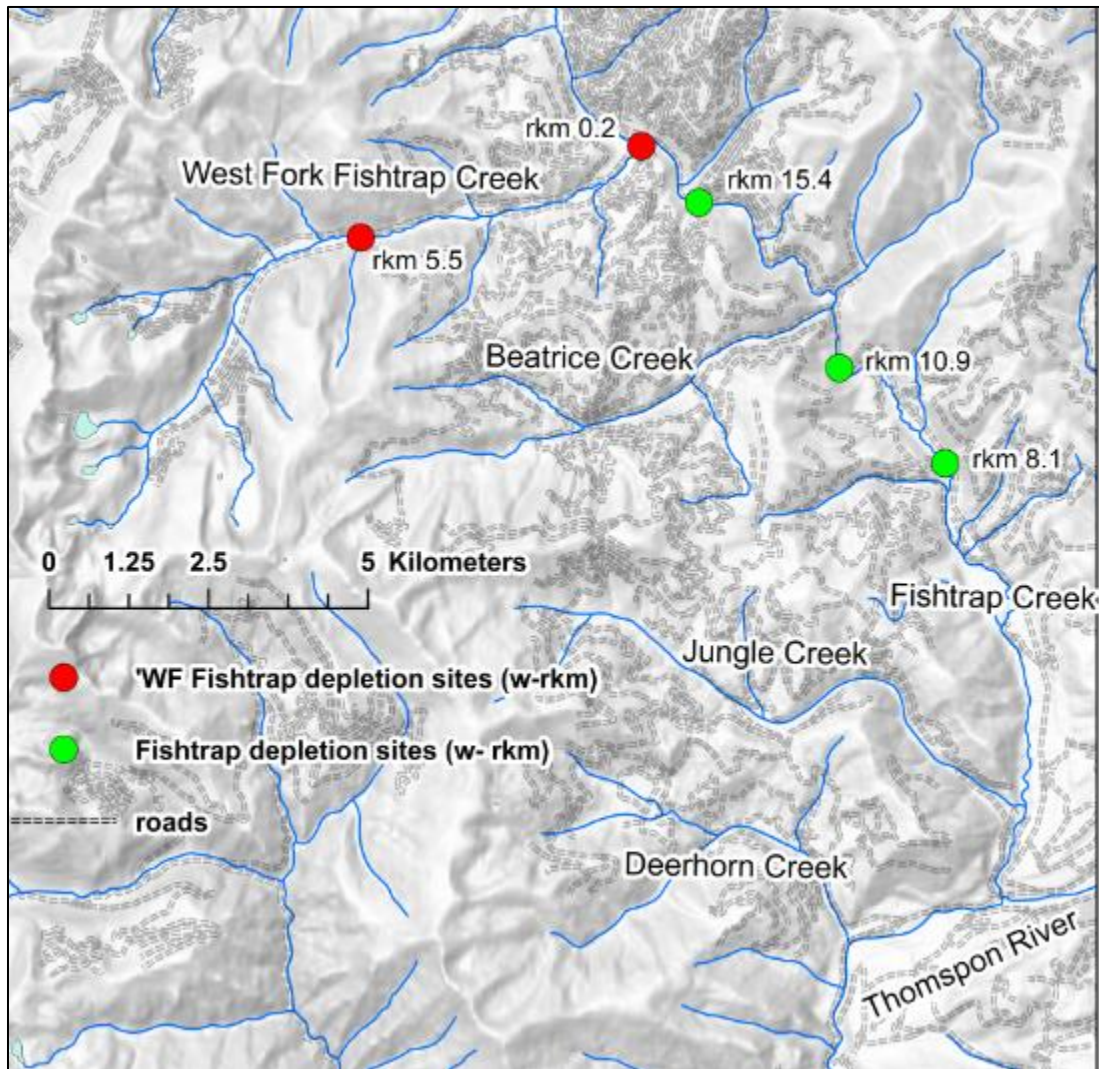 rkm 0.2
West Fork Fishtrap Creek
rkm 15.4
rkm 5.5
Beatrice Creek
rkm 10.9
rkm 8.1
0 1.25 2.5 5 Kilometers
Fishtrap Creek
Jungle Creek
'WF Fishtrap depletion sites (w-rkm)
Fishtrap depletion sites (w- rkm)
roads
Deerhorn Creek
Thomspon River